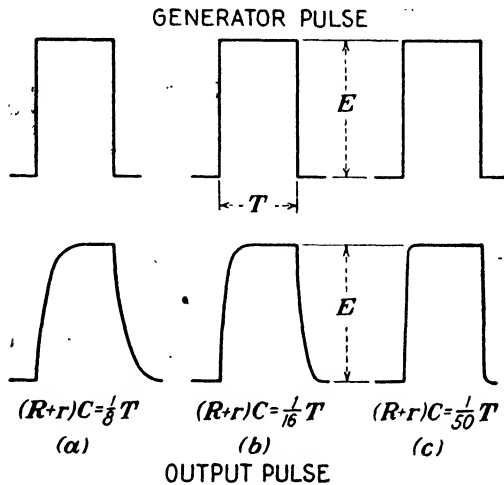 GENERATOR PULSE
E
T
E
(R+r)C=1/8 T (R+r)C=1/16 T (R+r)C=1/50 T
(a) (b) (c)
OUTPUT PULSE